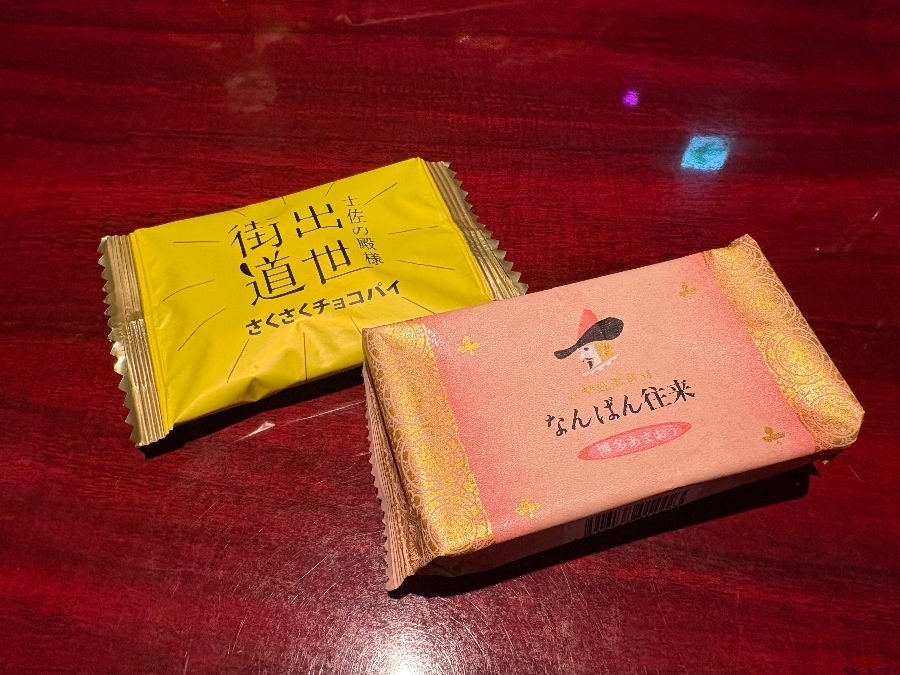 土佐の殿様
出世
街道
さくさくチョコパイ
なんばん往来
博多あまおう